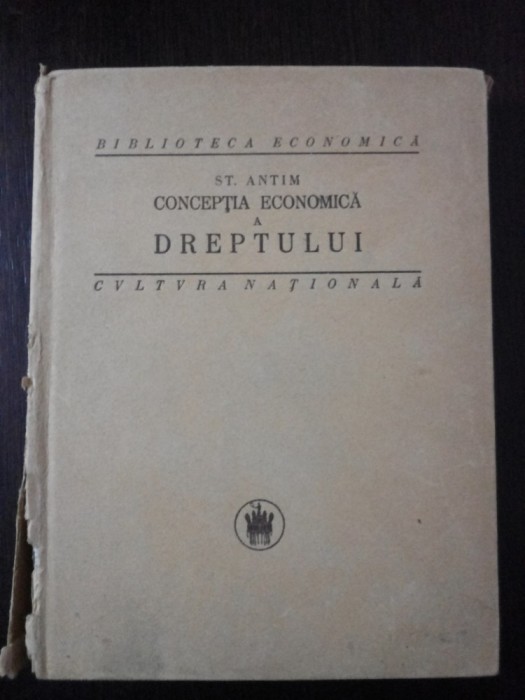 BIBLIOTECA ECONOMICĂ
ST. ANTIM
CONCEPȚIA ECONOMICĂ
A
DREPTULUI
CVLTVRA NAȚIONALĂ